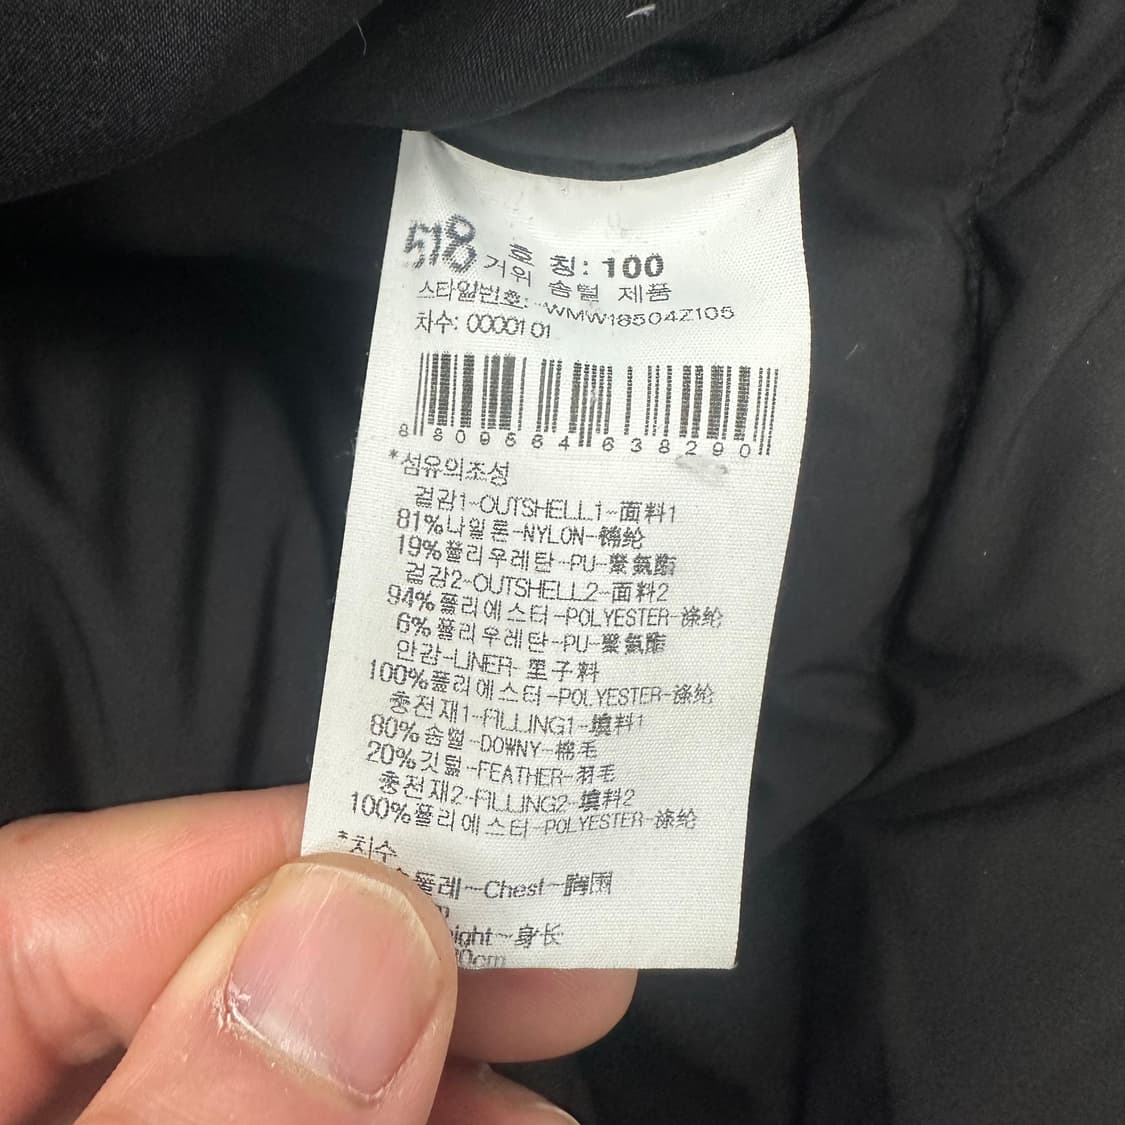 518
호 칭: 100
거위 솜털 제품
스타일번호: WMW18504Z105
차수: 0000101
*섬유의조성
겉감1-OUTSHELL1-面料1
81%나일론-NYLON-锦纶
19%폴리우레탄-PU-聚氨酯
겉감2-OUTSHELL2-面料2
94%폴리에스터-POLYESTER-涤纶
6%폴리우레탄-PU-聚氨酯
안감-LINER-里子料
100%폴리에스터-POLYESTER-涤纶
충전재1-FILLING1-填料1
80%솜털-DOWNY-棉毛
20%깃털-FEATHER-羽毛
충전재2-FILLING2-填料2
100%폴리에스터-POLYESTER-涤纶
*치수
둘레-Chest-胸围
身长